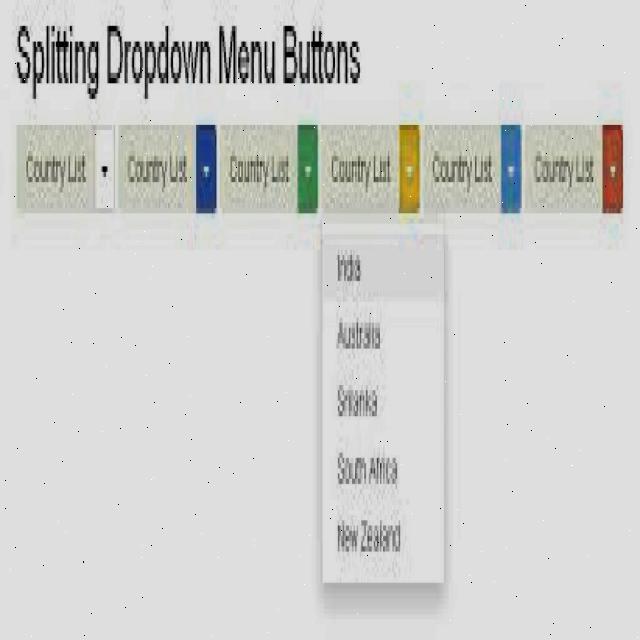 Splitting Dropdown Menu Buttons
Country List Country List Country List Country List Country List Country List
India
Australia
Srilanka
South Africa
New Zealand